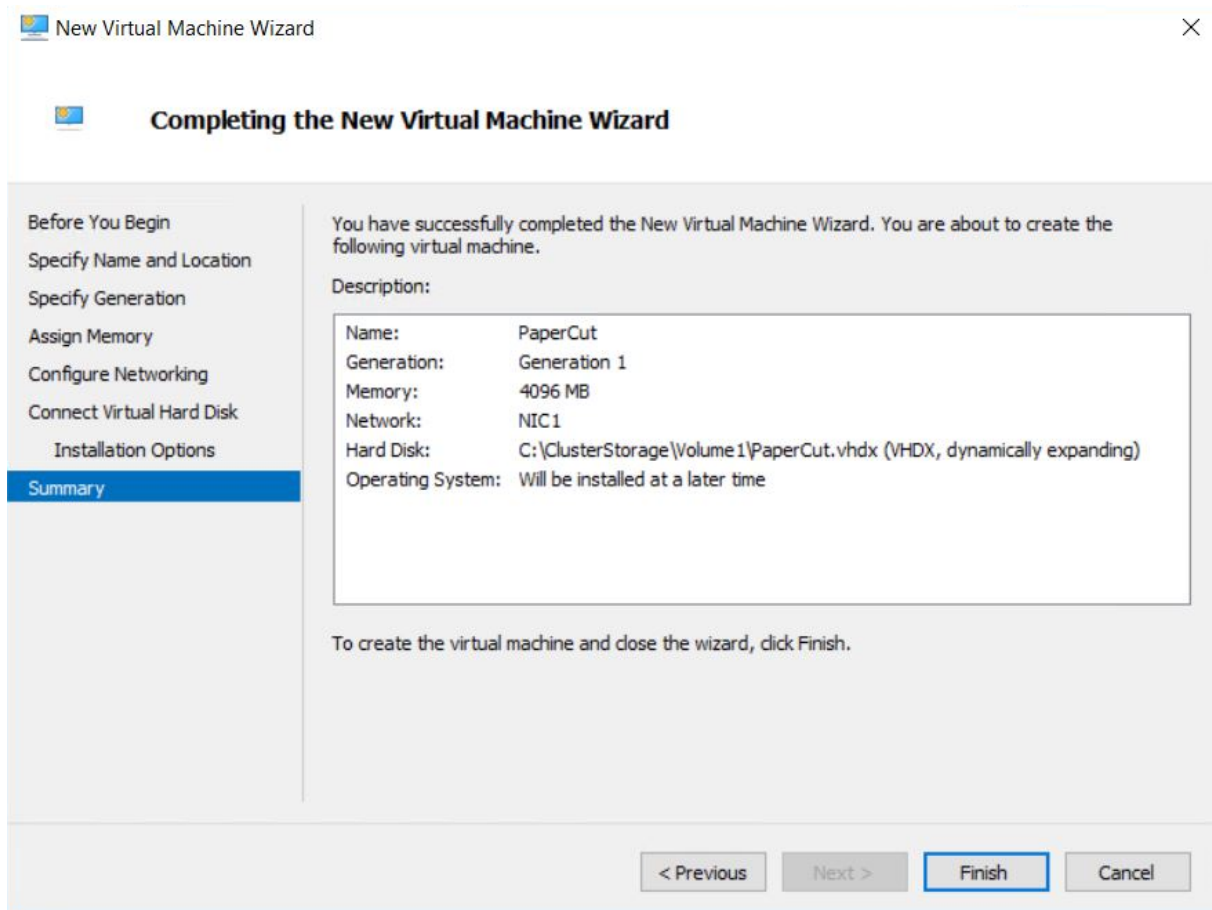 New Virtual Machine Wizard
Completing the New Virtual Machine Wizard
Before You Begin
Specify Name and Location
Specify Generation
Assign Memory
Configure Networking
Connect Virtual Hard Disk
Installation Options
Summary
You have successfully completed the New Virtual Machine Wizard. You are about to create the
following virtual machine.
Description:
Name: PaperCut
Generation: Generation 1
Memory: 4096 MB
Network: NIC1
Hard Disk: C:\ClusterStorage\Volume1\PaperCut.vhdx (VHDX, dynamically expanding)
Operating System: Will be installed at a later time
To create the virtual machine and close the wizard, click Finish.
< Previous
Next >
Finish
Cancel